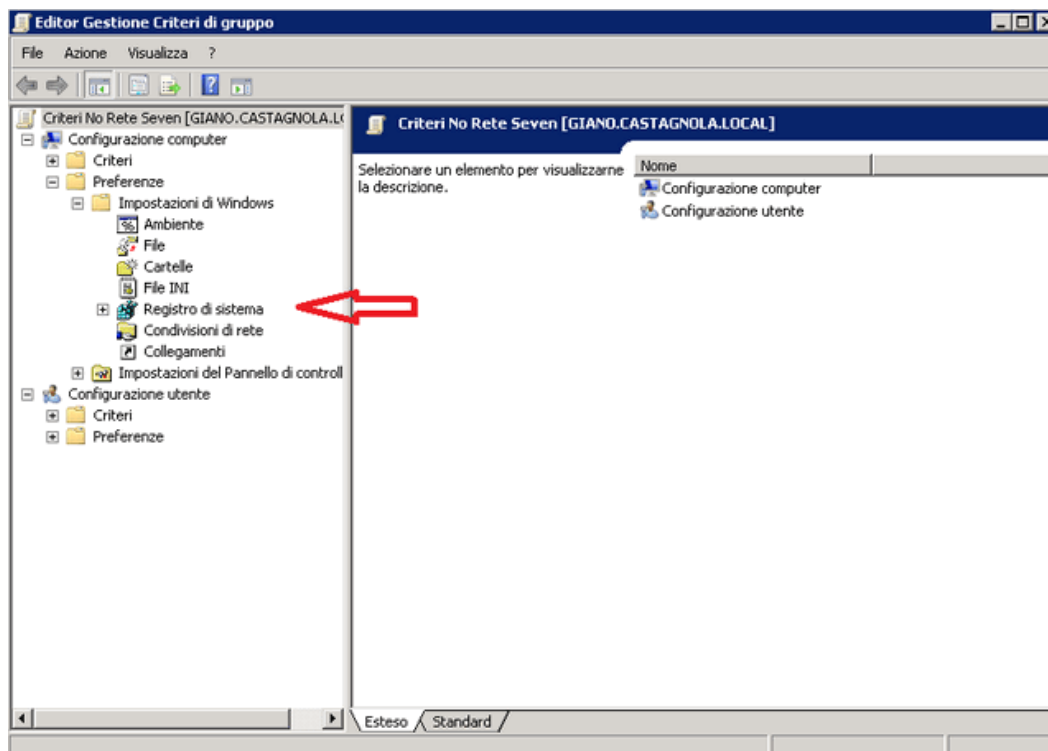 Editor Gestione Criteri di gruppo
File Azione Visualizza ?
Criteri No Rete Seven [GIANO.CASTAGNOLA.L
Configurazione computer
Criteri
Preferenze
Impostazioni di Windows
Ambiente
File
Cartelle
File INI
Registro di sistema
Condivisioni di rete
Collegamenti
Impostazioni del Pannello di controll
Configurazione utente
Criteri
Preferenze
Criteri No Rete Seven [GIANO.CASTAGNOLA.LOCAL]
Selezionare un elemento per visualizzarne
la descrizione.
Nome
Configurazione computer
Configurazione utente
Esteso Standard